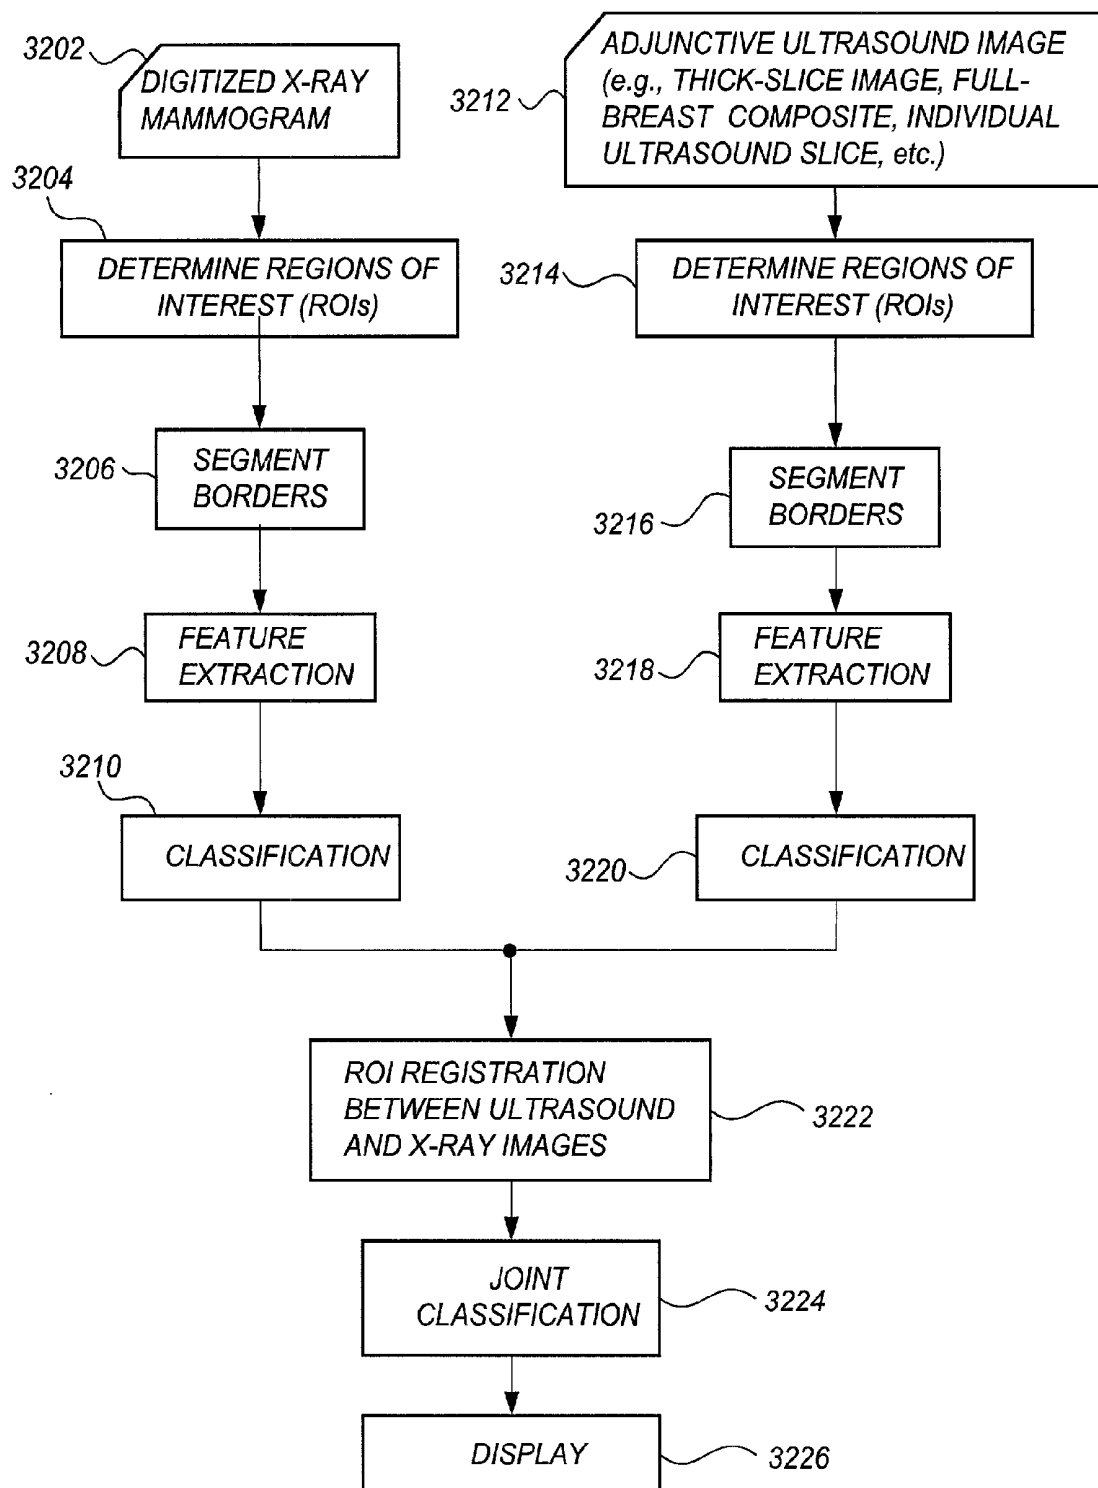 3202
DIGITIZED X-RAY
MAMMOGRAM
3204
DETERMINE REGIONS OF
INTEREST (ROIs)
3206
SEGMENT
BORDERS
3208
FEATURE
EXTRACTION
3210
CLASSIFICATION
3212
ADJUNCTIVE ULTRASOUND IMAGE
(e.g., THICK-SLICE IMAGE, FULL-
BREAST COMPOSITE, INDIVIDUAL
ULTRASOUND SLICE, etc.)
3214
DETERMINE REGIONS OF
INTEREST (ROIs)
3216
SEGMENT
BORDERS
3218
FEATURE
EXTRACTION
3220
CLASSIFICATION
ROI REGISTRATION
BETWEEN ULTRASOUND
AND X-RAY IMAGES
3222
JOINT
CLASSIFICATION
3224
DISPLAY
3226